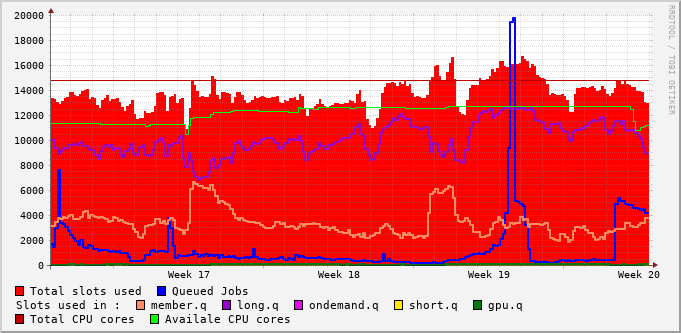 20000
18000
16000
14000
12000
10000
8000
6000
4000
2000
0
Week 17 Week 18 Week 19 Week 20
RRDTOOL / TOBI OETIKER
Total slots used Queued Jobs
Slots used in : member.q long.q ondemand.q short.q gpu.q
Total CPU cores Availale CPU cores